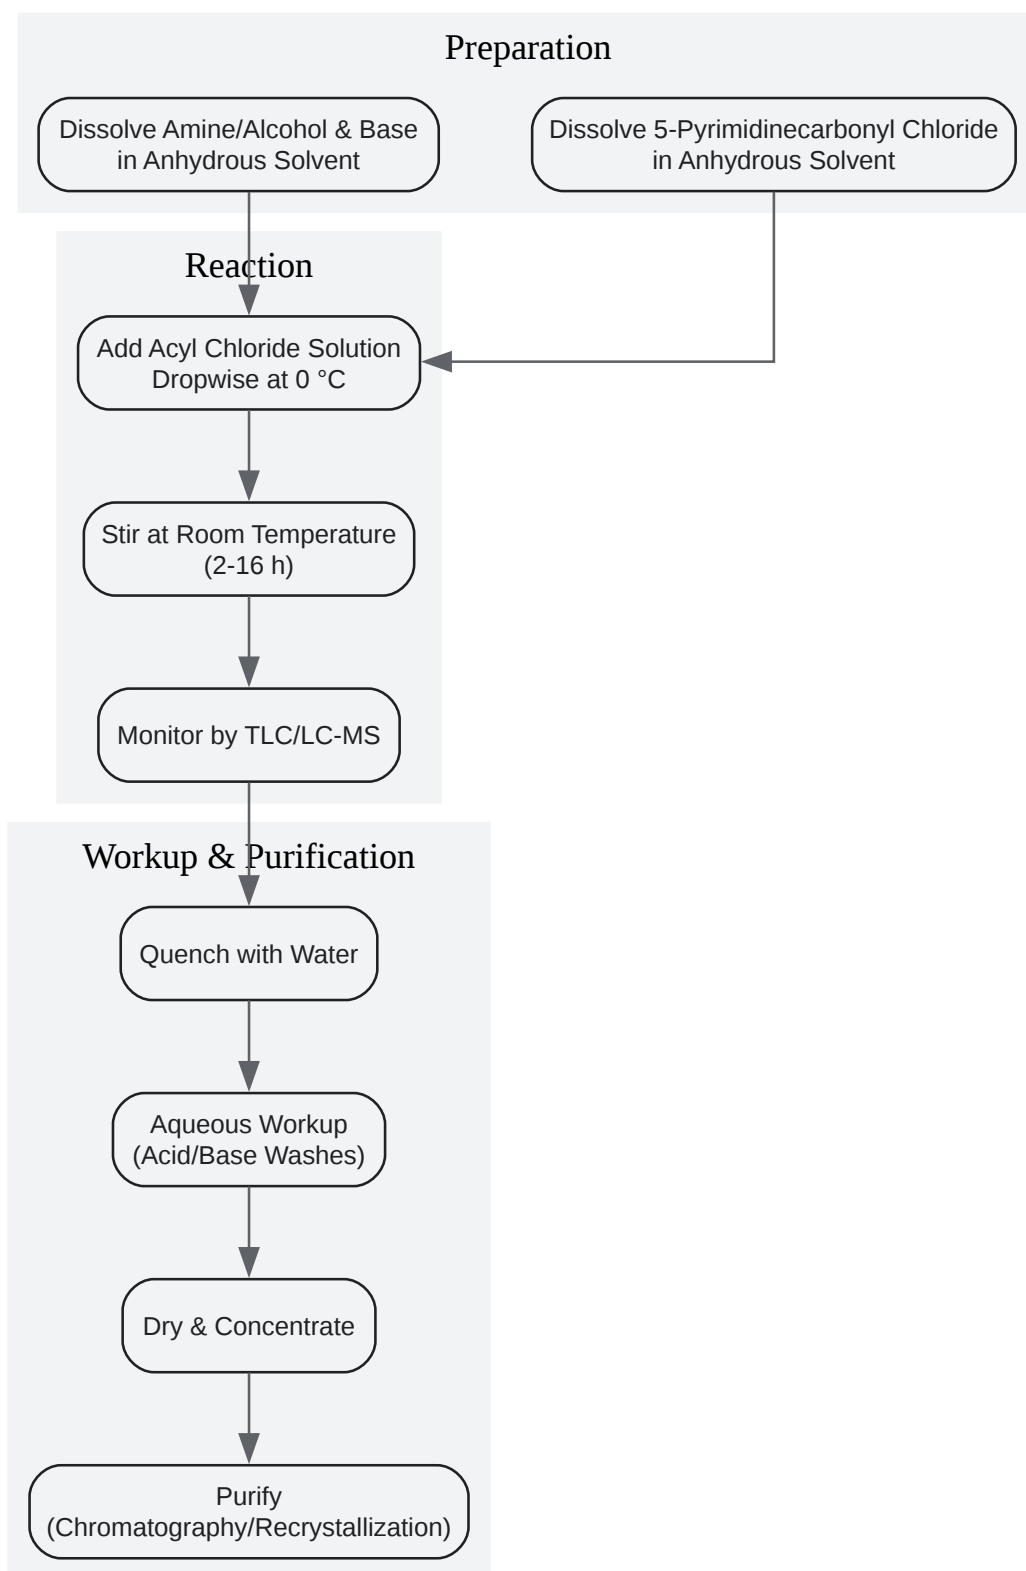 Preparation
Dissolve Amine/Alcohol & Base
in Anhydrous Solvent
Dissolve 5-Pyrimidinecarbonyl Chloride
in Anhydrous Solvent
Reaction
Add Acyl Chloride Solution
Dropwise at 0 °C
Stir at Room Temperature
(2-16 h)
Monitor by TLC/LC-MS
Workup & Purification
Quench with Water
Aqueous Workup
(Acid/Base Washes)
Dry & Concentrate
Purify
(Chromatography/Recrystallization)